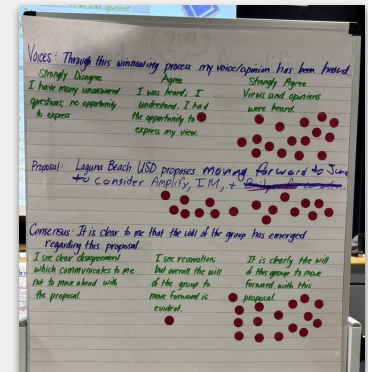 Voices: Through this winnowing process my voice/opinion has been heard.
Strongly Disagree
I have many unanswered
questions, no opportunity
to express
Agree
I was heard; I
understand. I had
the opportunity to
express my view.
Strongly Agree
Views and opinions
were heard.
Proposal: Laguna Beach USD proposes moving forward to June
to consider Amplify, IM, +
Consensus: It is clear to me that the will of the group has emerged
regarding this proposal.
I see clear disagreement
which communicates to me
not to move ahead with
the proposal.
I see reservations,
but overall the will
of the group to
move forward is
evident.
It is clearly the will
of this group to move
forward with this
proposal.